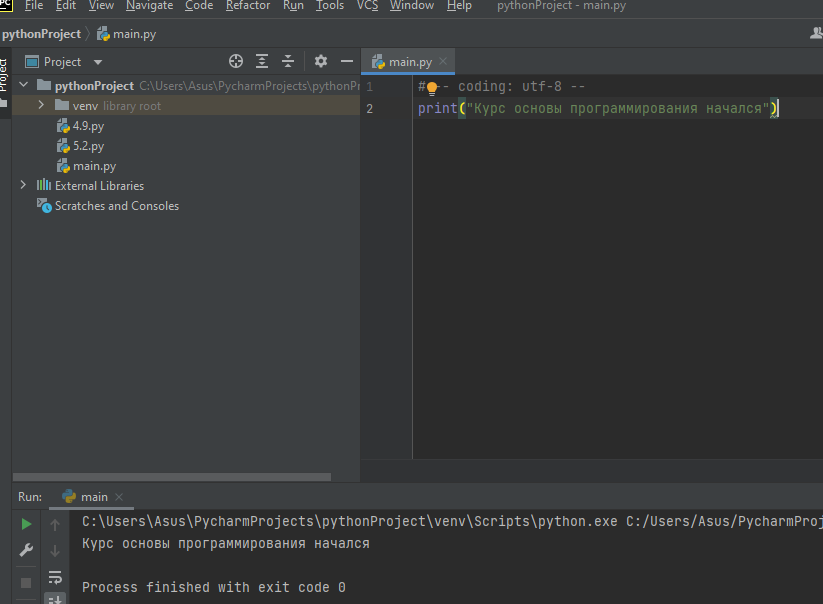 PC File Edit View Navigate Code Refactor Run Tools VCS Window Help pythonProject - main.py
pythonProject main.py
Project
Project
main.py
pythonProject C:\Users\Asus\PycharmProjects\pythonPr
venv library root
4.9.py
5.2.py
main.py
External Libraries
Scratches and Consoles
1 # -- coding: utf-8 --
2 print("Курс основы программирования начался")
Run: main
C:\Users\Asus\PycharmProjects\pythonProject\venv\Scripts\python.exe C:/Users/Asus/PycharmProj
Курс основы программирования начался
Process finished with exit code 0